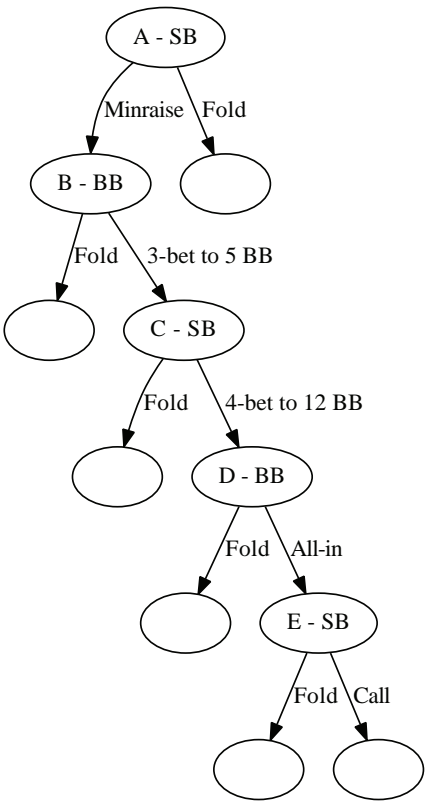 A - SB
Minraise
Fold
B - BB
Fold
3-bet to 5 BB
C - SB
Fold
4-bet to 12 BB
D - BB
Fold
All-in
E - SB
Fold
Call